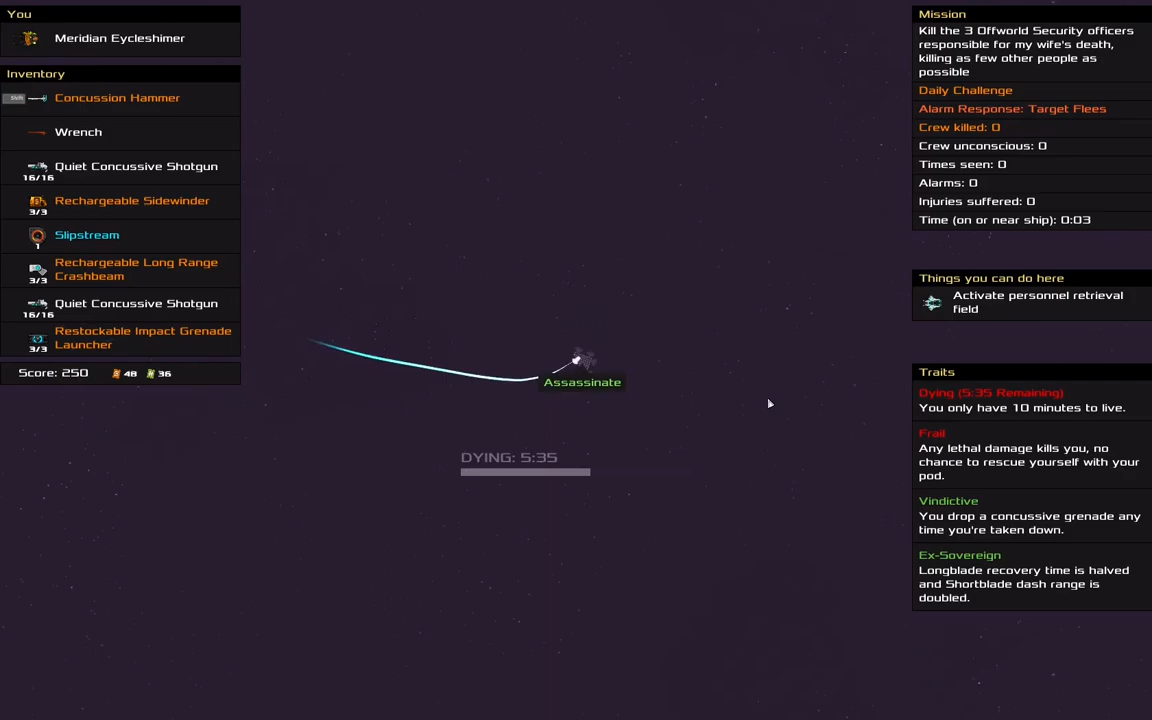 You
Meridian Eycleshimer
Inventory
Shift
Concussion Hammer
Wrench
Quiet Concussive Shotgun
16/16
Rechargeable Sidewinder
3/3
Slipstream
1
Rechargeable Long Range
Crashbeam
3/3
Quiet Concussive Shotgun
16/16
Restockable Impact Grenade
Launcher
3/3
Score: 250
48
36
Assassinate
DYING: 5:35
Mission
Kill the 3 Offworld Security officers
responsible for my wife's death,
killing as few other people as
possible
Daily Challenge
Alarm Response: Target Flees
Crew killed: 0
Crew unconscious: 0
Times seen: 0
Alarms: 0
Injuries suffered: 0
Time (on or near ship): 0:03
Things you can do here
Activate personnel retrieval
field
Traits
Dying (5:35 Remaining)
You only have 10 minutes to live.
Frail
Any lethal damage kills you, no
chance to rescue yourself with your
pod.
Vindictive
You drop a concussive grenade any
time you're taken down.
Ex-Sovereign
Longblade recovery time is halved
and Shortblade dash range is
doubled.